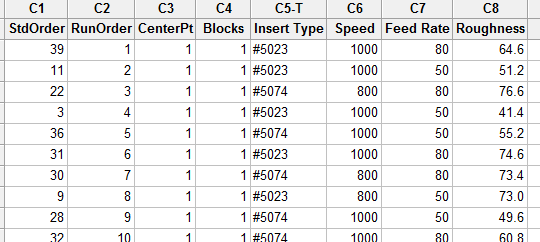 C1 C2 C3 C4 C5-T C6 C7 C8
StdOrder RunOrder CenterPt Blocks Insert Type Speed Feed Rate Roughness
39 1 1 1 #5023 1000 80 64.6
11 2 1 1 #5023 1000 50 51.2
22 3 1 1 #5074 800 80 76.6
3 4 1 1 #5023 1000 50 41.4
36 5 1 1 #5074 1000 50 55.2
31 6 1 1 #5023 1000 80 74.6
30 7 1 1 #5074 800 80 73.4
9 8 1 1 #5023 800 50 73.0
28 9 1 1 #5074 1000 50 49.6
32 10 1 1 #5074 1000 80 60.8